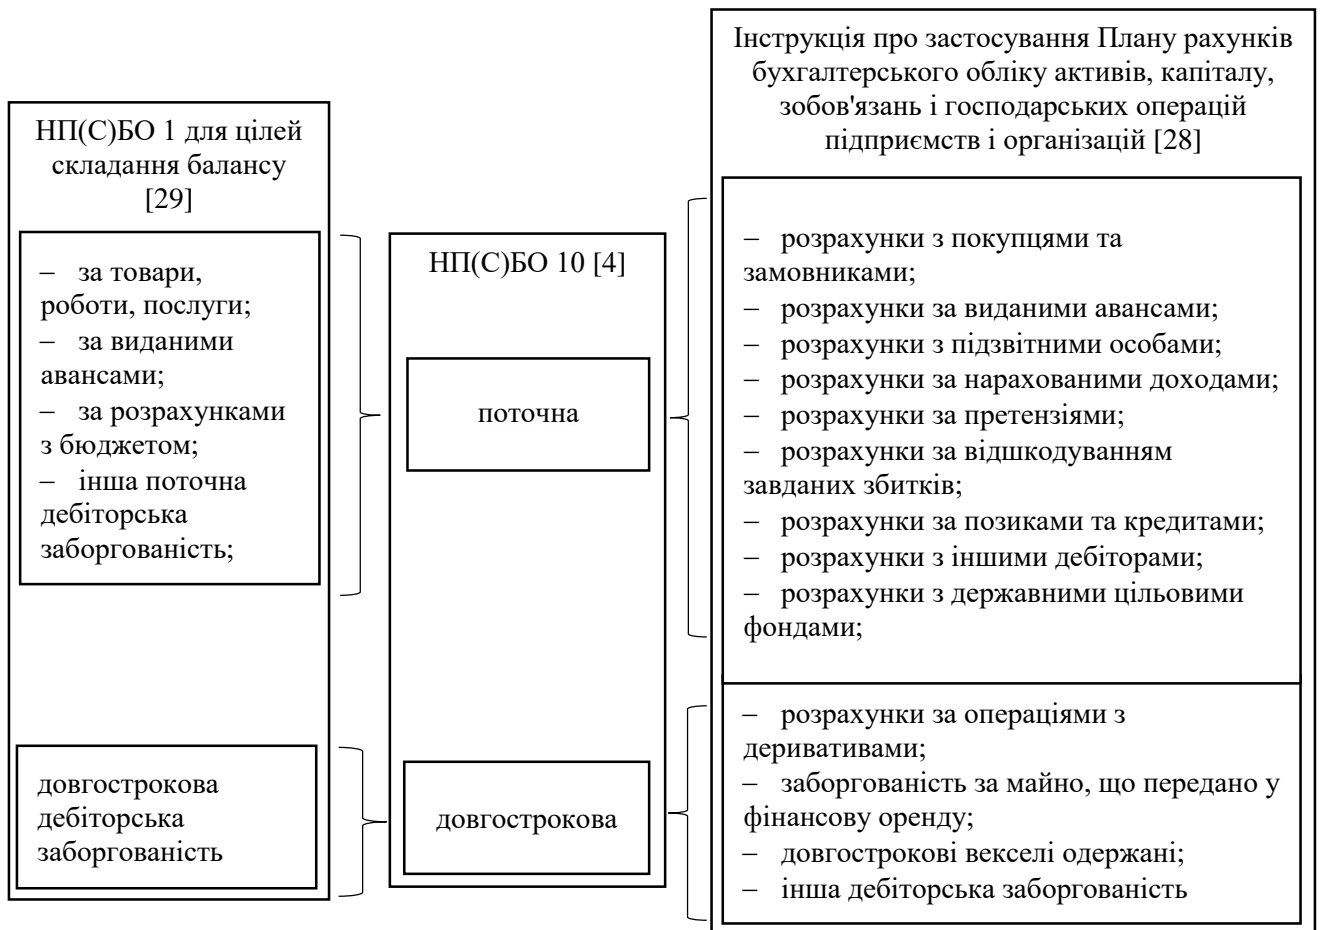 НП(С)БО 1 для цілей
складання балансу
[29]
– за товари,
роботи, послуги;
– за виданими
авансами;
– за розрахунками
з бюджетом;
– інша поточна
дебіторська
заборгованість;
довгострокова
дебіторська
заборгованість
НП(С)БО 10 [4]
поточна
довгострокова
Інструкція про застосування Плану рахунків
бухгалтерського обліку активів, капіталу,
зобов'язань і господарських операцій
підприємств і організацій [28]
– розрахунки з покупцями та
замовниками;
– розрахунки за виданими авансами;
– розрахунки з підзвітними особами;
– розрахунки за нарахованими доходами;
– розрахунки за претензіями;
– розрахунки за відшкодуванням
завданих збитків;
– розрахунки за позиками та кредитами;
– розрахунки з іншими дебіторами;
– розрахунки з державними цільовими
фондами;
– розрахунки за операціями з
деривативами;
– заборгованість за майно, що передано у
фінансову оренду;
– довгострокові векселі одержані;
– інша дебіторська заборгованість